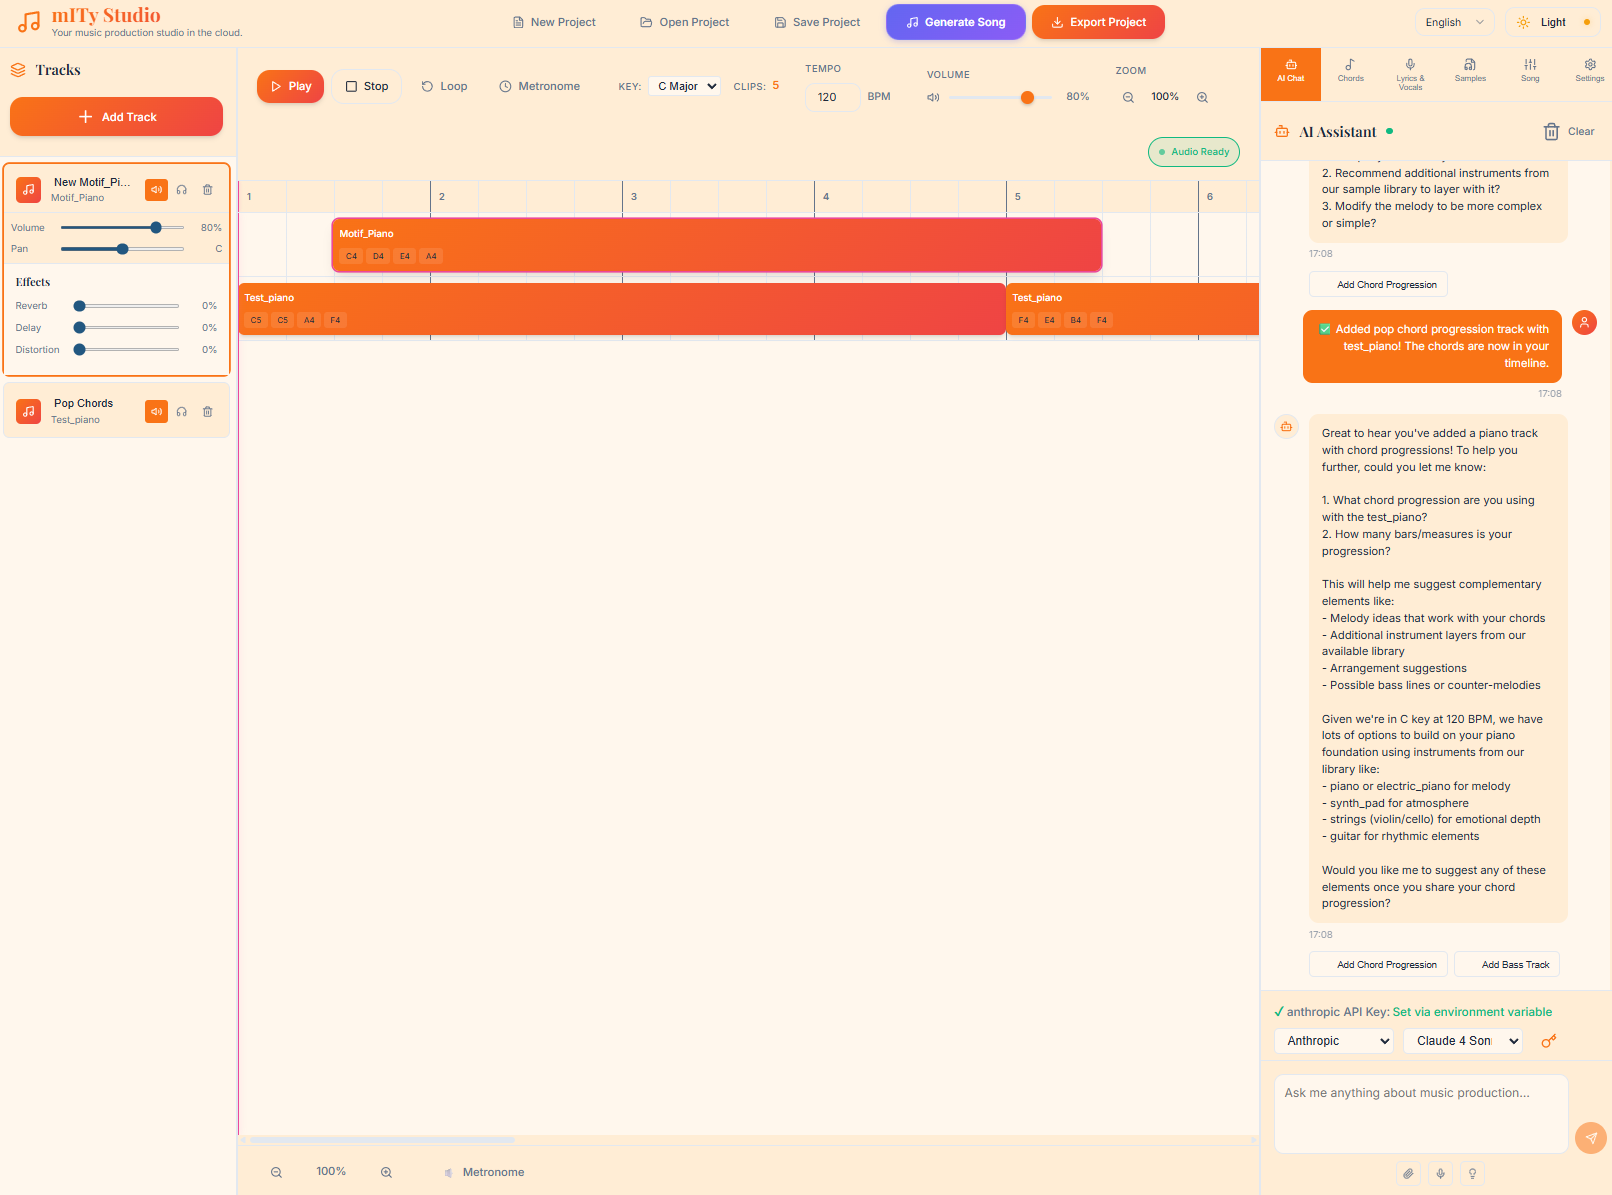 mITy Studio
Your music production studio in the cloud.
New Project
Open Project
Save Project
Generate Song
Export Project
English
Light
Tracks
Add Track
New Motif_Pi...
Motif_Piano
Volume 80%
Pan C
Effects
Reverb 0%
Delay 0%
Distortion 0%
Pop Chords
Test_piano
Play
Stop
Loop
Metronome
KEY: C Major
CLIPS: 5
TEMPO
120 BPM
VOLUME
80%
ZOOM
100%
Audio Ready
1 2 3 4 5 6
Motif_Piano
C4 D4 E4 A4
Test_piano
C5 C5 A4 F4
Test_piano
F4 E4 B4 F4
100%
Metronome
AI Chat
Chords
Lyrics &
Vocals
Samples
Song
Settings
AI Assistant
Clear
2. Recommend additional instruments from
our sample library to layer with it?
3. Modify the melody to be more complex
or simple?
17:08
Add Chord Progression
✅ Added pop chord progression track with
test_piano! The chords are now in your
timeline.
17:08
Great to hear you've added a piano track
with chord progressions! To help you
further, could you let me know:
1. What chord progression are you using
with the test_piano?
2. How many bars/measures is your
progression?
This will help me suggest complementary
elements like:
- Melody ideas that work with your chords
- Additional instrument layers from our
available library
- Arrangement suggestions
- Possible bass lines or counter-melodies
Given we're in C key at 120 BPM, we have
lots of options to build on your piano
foundation using instruments from our
library like:
- piano or electric_piano for melody
- synth_pad for atmosphere
- strings (violin/cello) for emotional depth
- guitar for rhythmic elements
Would you like me to suggest any of these
elements once you share your chord
progression?
17:08
Add Chord Progression
Add Bass Track
✓ anthropic API Key: Set via environment variable
Anthropic
Claude 4 Son
Ask me anything about music production...